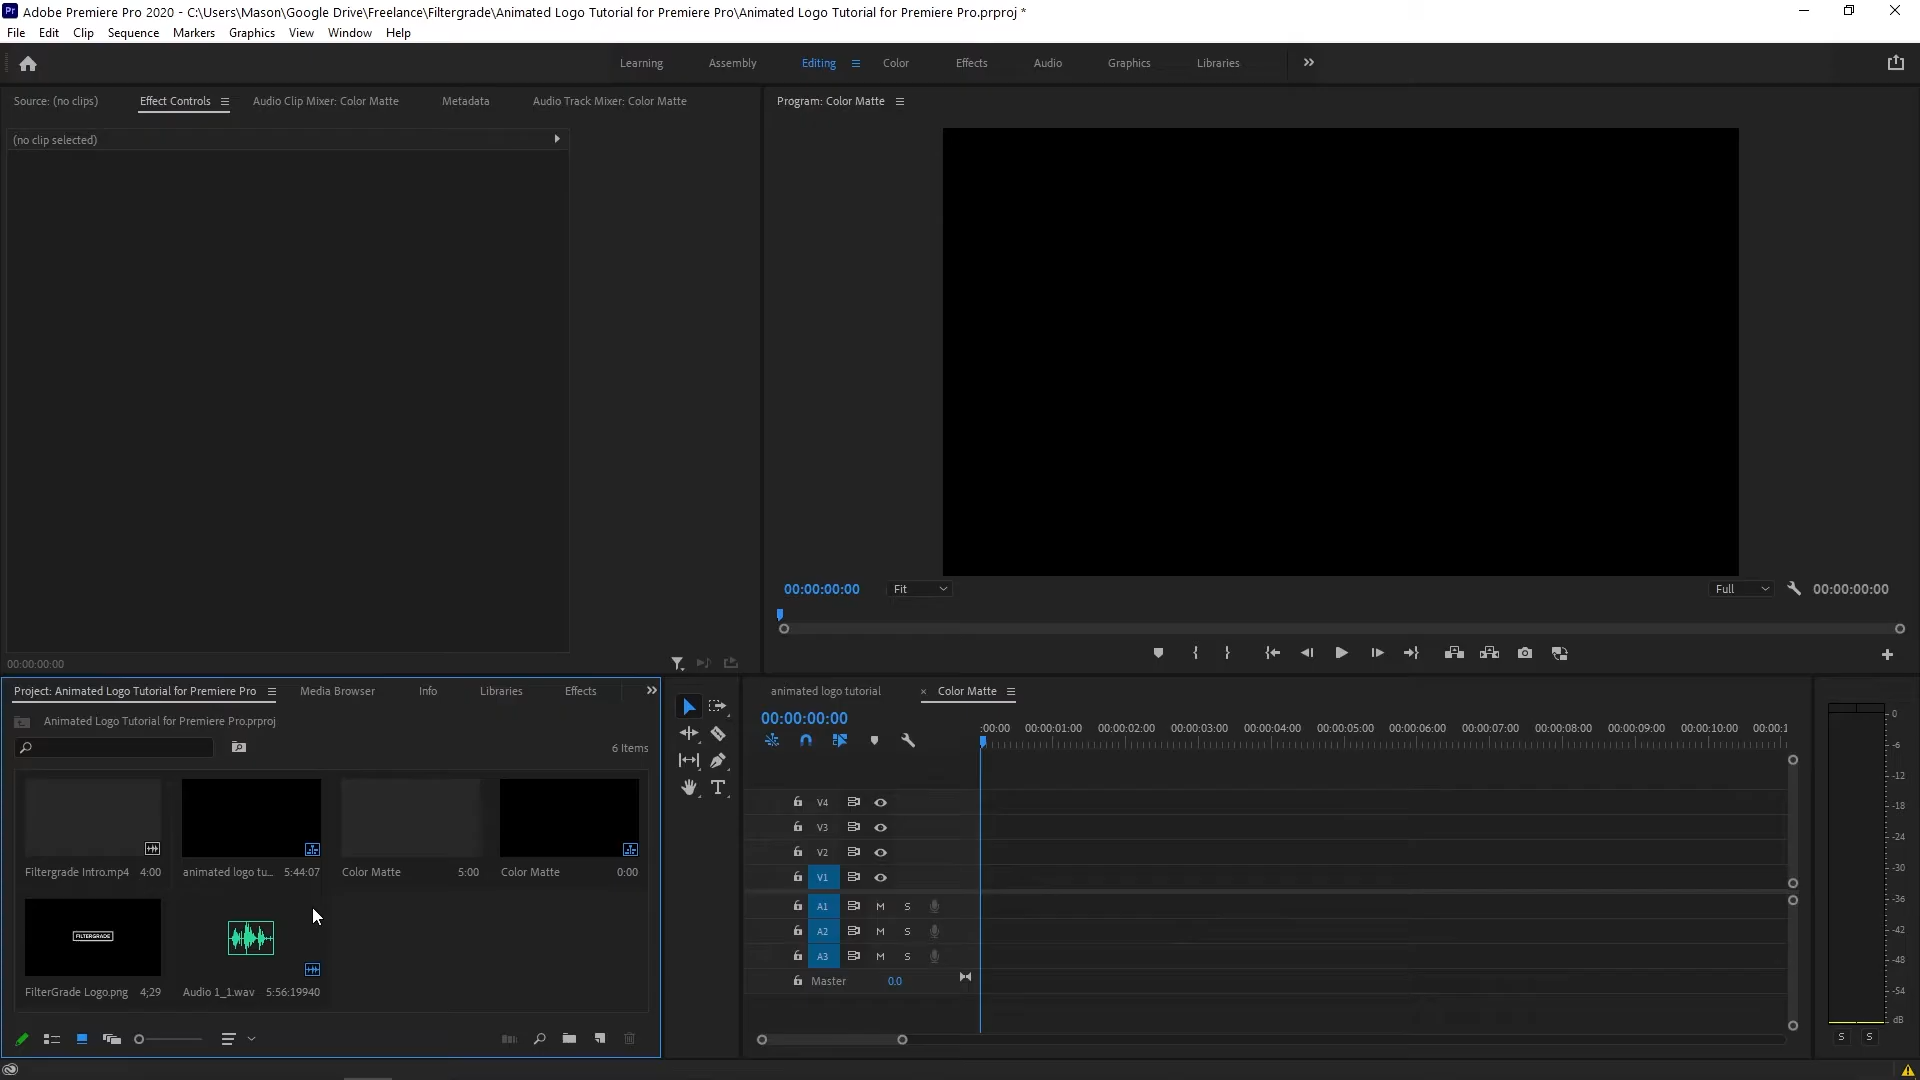 Pr Adobe Premiere Pro 2020 - C:\Users\Mason\Google Drive\Freelance\Filtergrade\Animated Logo Tutorial for Premiere Pro\Animated Logo Tutorial for Premiere Pro.prproj *
File Edit Clip Sequence Markers Graphics View Window Help
Learning Assembly Editing Color Effects Audio Graphics Libraries
Source: (no clips) Effect Controls Audio Clip Mixer: Color Matte Metadata Audio Track Mixer: Color Matte
(no clip selected)
00:00:00:00
Program: Color Matte
00:00:00:00 Fit Full 00:00:00:00
Project: Animated Logo Tutorial for Premiere Pro Media Browser Info Libraries Effects
Animated Logo Tutorial for Premiere Pro.prproj
6 Items
Filtergrade Intro.mp4 4:00 animated logo tu... 5:44:07 Color Matte 5:00 Color Matte 0:00
FILTERGRADE
FilterGrade Logo.png 4;29 Audio 1_1.wav 5:56:19940
T
animated logo tutorial × Color Matte
00:00:00:00
:00:00 00:00:01:00 00:00:02:00 00:00:03:00 00:00:04:00 00:00:05:00 00:00:06:00 00:00:07:00 00:00:08:00 00:00:09:00 00:00:10:00 00:00:1
V4
V3
V2
V1
A1 M S
A2 M S
A3 M S
Master 0.0
0
-6
-12
-18
-24
-30
-36
-42
-48
-54
dB
S S